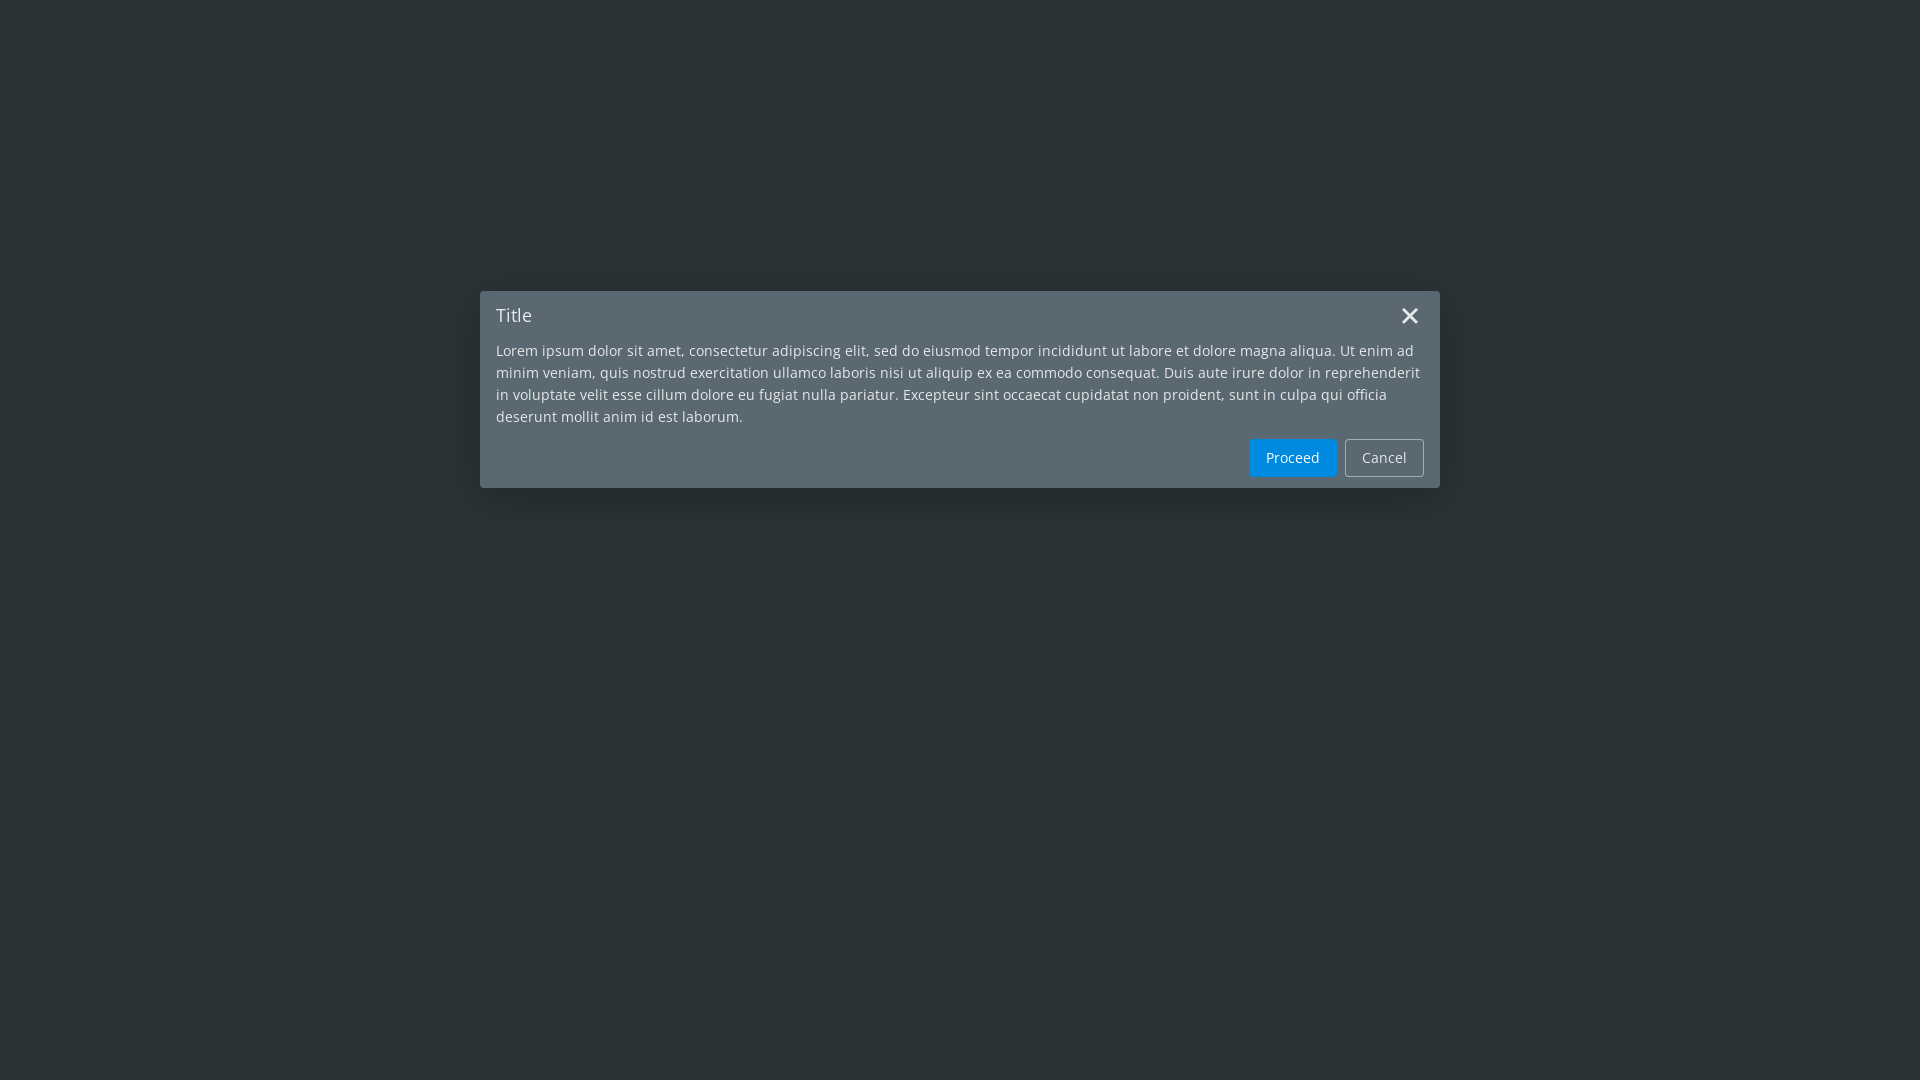 Title
Lorem ipsum dolor sit amet, consectetur adipiscing elit, sed do eiusmod tempor incididunt ut labore et dolore magna aliqua. Ut enim ad
minim veniam, quis nostrud exercitation ullamco laboris nisi ut aliquip ex ea commodo consequat. Duis aute irure dolor in reprehenderit
in voluptate velit esse cillum dolore eu fugiat nulla pariatur. Excepteur sint occaecat cupidatat non proident, sunt in culpa qui officia
deserunt mollit anim id est laborum.
Proceed Cancel